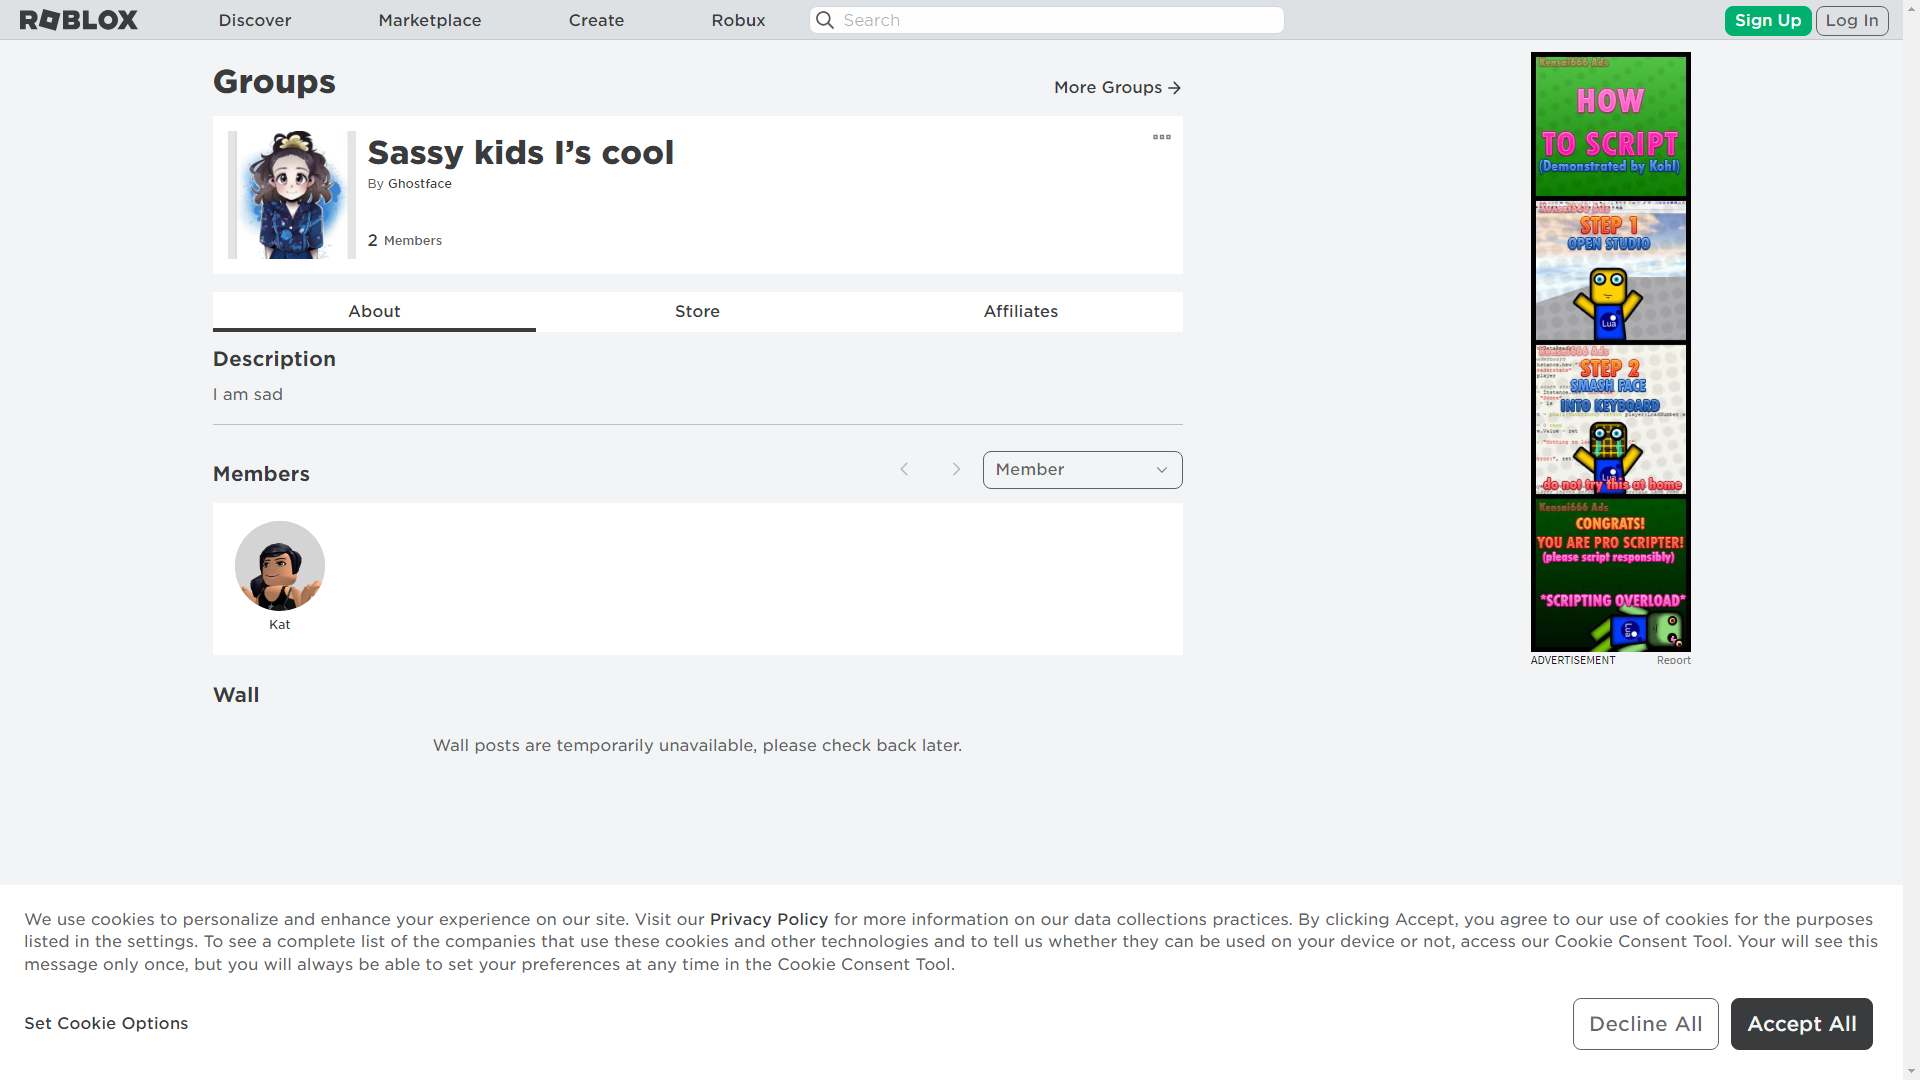 ROBLOX
Discover
Marketplace
Create
Robux
Search
Sign Up
Log In
Groups
More Groups
Sassy kids I's cool
By Ghostface
2 Members
About
Store
Affiliates
Description
I am sad
Members
Member
Kat
Wall
Wall posts are temporarily unavailable, please check back later.
Kensai666 Ads
HOW
TO SCRIPT
(Demonstrated by Kohl)
Kensai666 Ads
STEP 1
OPEN STUDIO
Lua
Kensai666 Ads
STEP 2
SMASH FACE
INTO KEYBOARD
Lua
do not try this at home
Kensai666 Ads
CONGRATS!
YOU ARE PRO SCRIPTER!
(please script responsibly)
*SCRIPTING OVERLOAD*
Lua
ADVERTISEMENT
Report
We use cookies to personalize and enhance your experience on our site. Visit our Privacy Policy for more information on our data collections practices. By clicking Accept, you agree to our use of cookies for the purposes
listed in the settings. To see a complete list of the companies that use these cookies and other technologies and to tell us whether they can be used on your device or not, access our Cookie Consent Tool. Your will see this
message only once, but you will always be able to set your preferences at any time in the Cookie Consent Tool.
Set Cookie Options
Decline All
Accept All